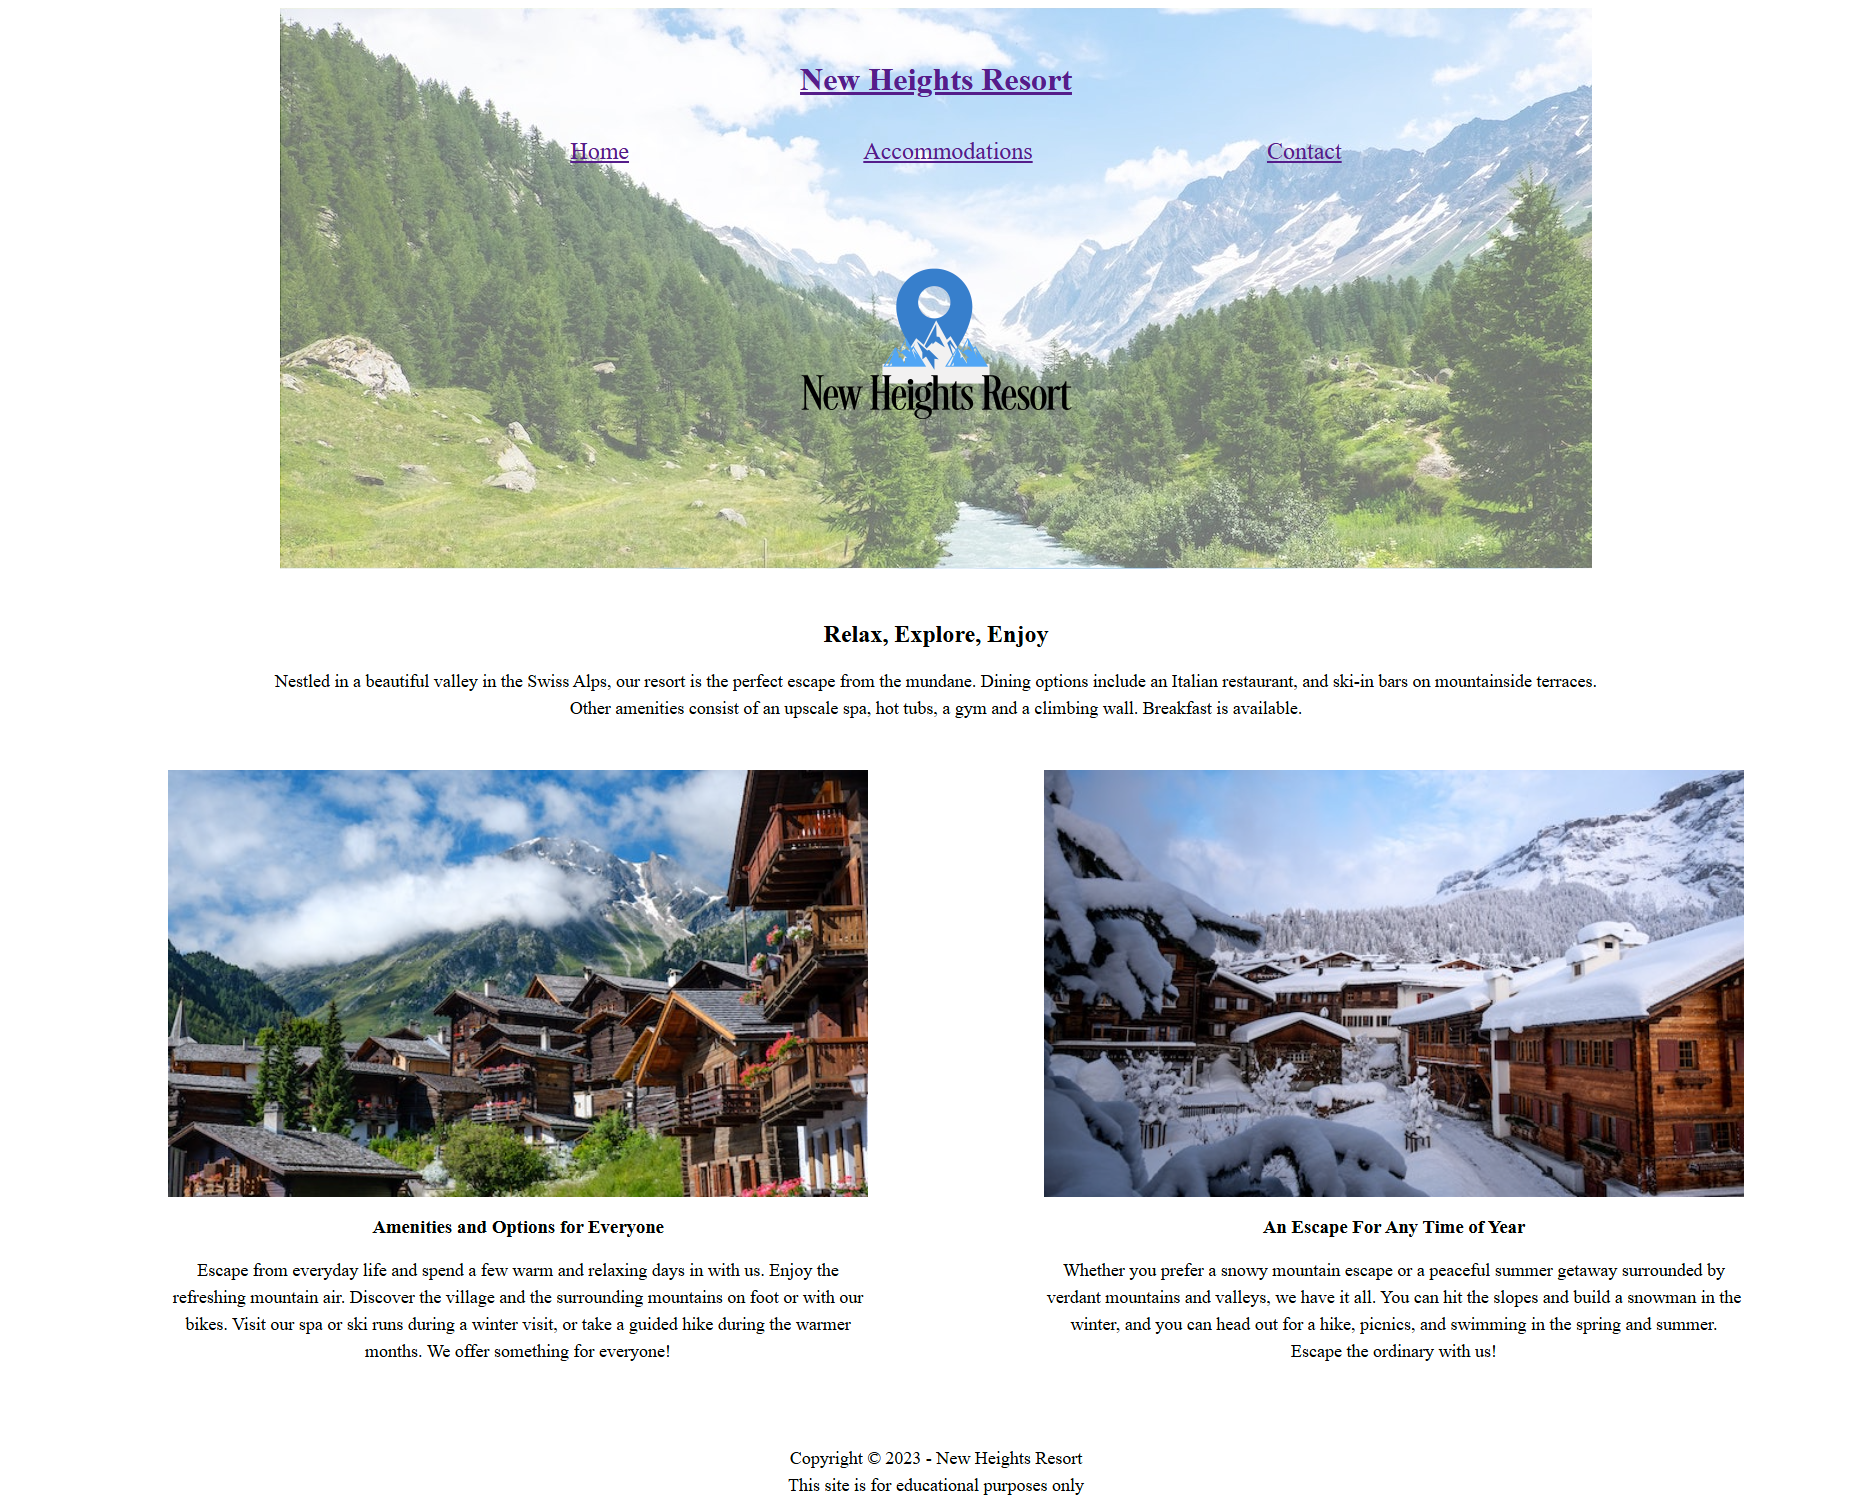 New Heights Resort
Home Accommodations Contact
New Heights Resort
Relax, Explore, Enjoy
Nestled in a beautiful valley in the Swiss Alps, our resort is the perfect escape from the mundane. Dining options include an Italian restaurant, and ski-in bars on mountainside terraces.
Other amenities consist of an upscale spa, hot tubs, a gym and a climbing wall. Breakfast is available.
Amenities and Options for Everyone
Escape from everyday life and spend a few warm and relaxing days in with us. Enjoy the
refreshing mountain air. Discover the village and the surrounding mountains on foot or with our
bikes. Visit our spa or ski runs during a winter visit, or take a guided hike during the warmer
months. We offer something for everyone!
An Escape For Any Time of Year
Whether you prefer a snowy mountain escape or a peaceful summer getaway surrounded by
verdant mountains and valleys, we have it all. You can hit the slopes and build a snowman in the
winter, and you can head out for a hike, picnics, and swimming in the spring and summer.
Escape the ordinary with us!
Copyright © 2023 - New Heights Resort
This site is for educational purposes only